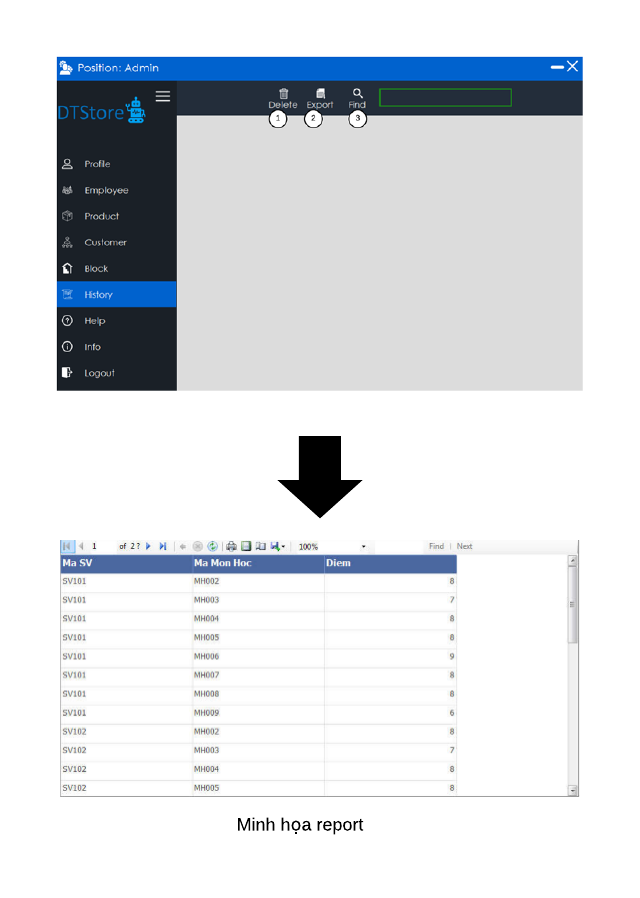 Position: Admin
DTStore
Delete Export Find
1 2 3
Profile
Employee
Product
Customer
Block
History
Help
Info
Logout
1 of 2 ? 100% Find | Next
Ma SV Ma Mon Hoc Diem
SV101 MH002 8
SV101 MH003 7
SV101 MH004 8
SV101 MH005 8
SV101 MH006 9
SV101 MH007 8
SV101 MH008 8
SV101 MH009 6
SV102 MH002 8
SV102 MH003 7
SV102 MH004 8
SV102 MH005 8
Minh họa report